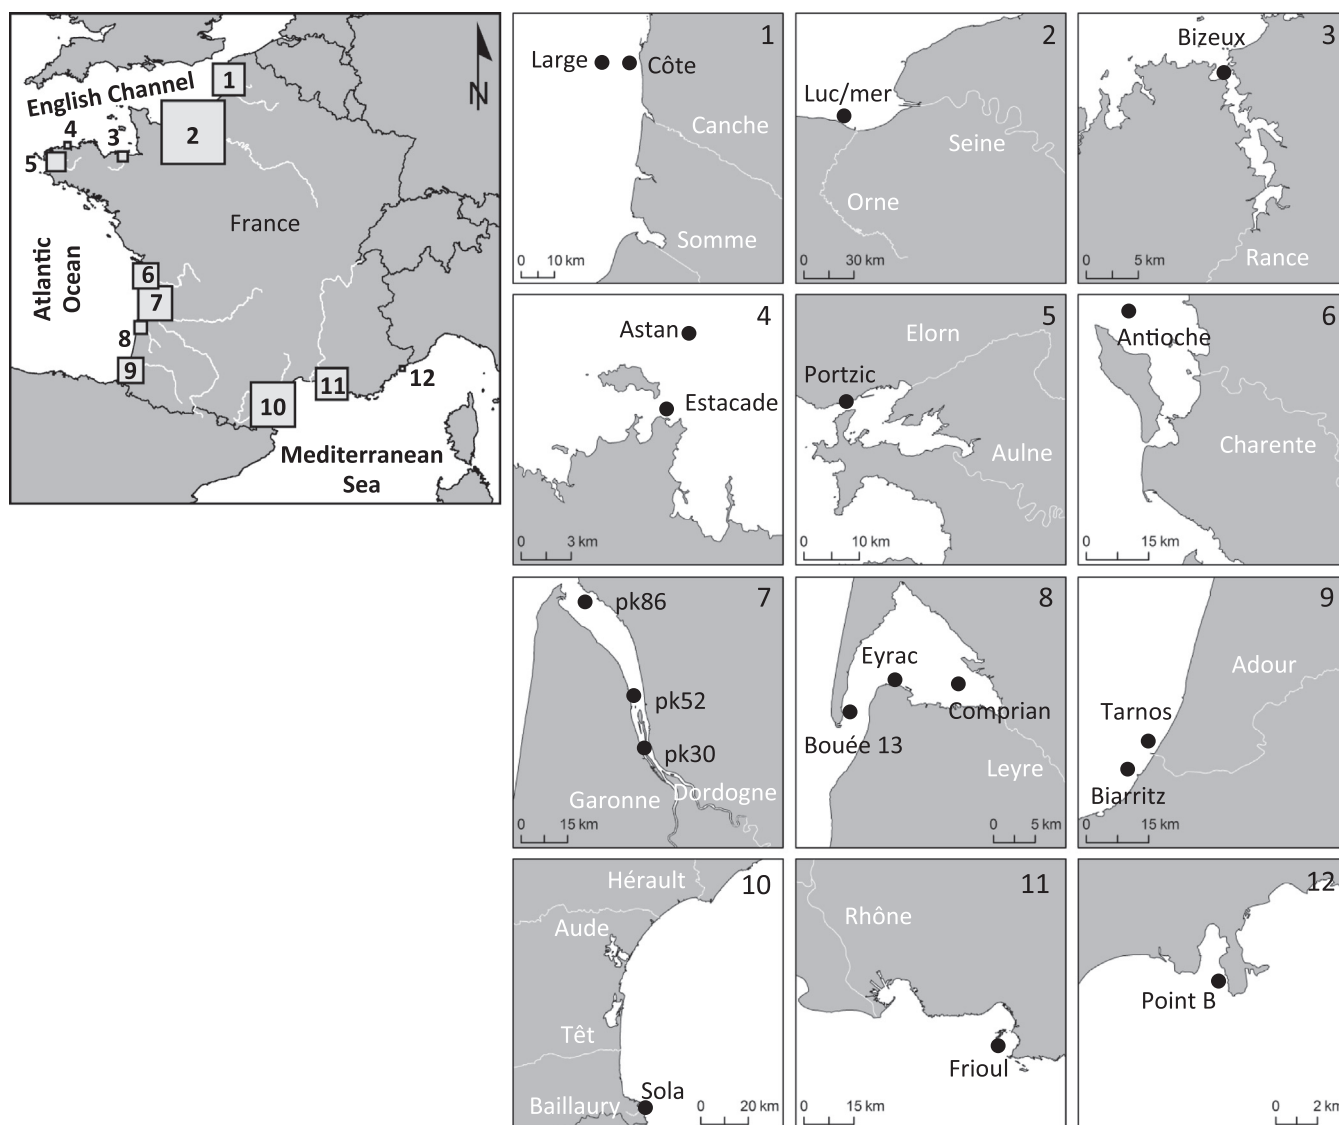 N
English Channel
1
2
3
4
5
France
Atlantic
Ocean
6
7
8
9
10
11
12
Mediterranean
Sea
1
Large
Côte
Canche
Somme
0 10 km
2
Luc/mer
Seine
Orne
0 30 km
3
Bizeux
Rance
0 5 km
4
Astan
Estacade
0 3 km
5
Elorn
Portzic
Aulne
0 10 km
6
Antioche
Charente
0 15 km
7
pk86
pk52
pk30
Garonne
Dordogne
0 15 km
8
Eyrac
Comprian
Bouée 13
Leyre
0 5 km
9
Adour
Tarnos
Biarritz
0 15 km
10
Hérault
Aude
Têt
Sola
Baillaury
0 20 km
11
Rhône
Frioul
0 15 km
12
Point B
0 2 km